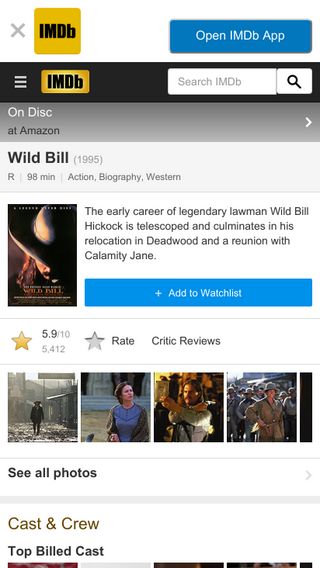 IMDb
Open IMDb App
IMDb
Search IMDb
On Disc
at Amazon
Wild Bill (1995)
R | 98 min | Action, Biography, Western
WILD BILL
The early career of legendary lawman Wild Bill
Hickock is telescoped and culminates in his
relocation in Deadwood and a reunion with
Calamity Jane.
+ Add to Watchlist
5.9/10
5,412
Rate
Critic Reviews
See all photos
Cast & Crew
Top Billed Cast